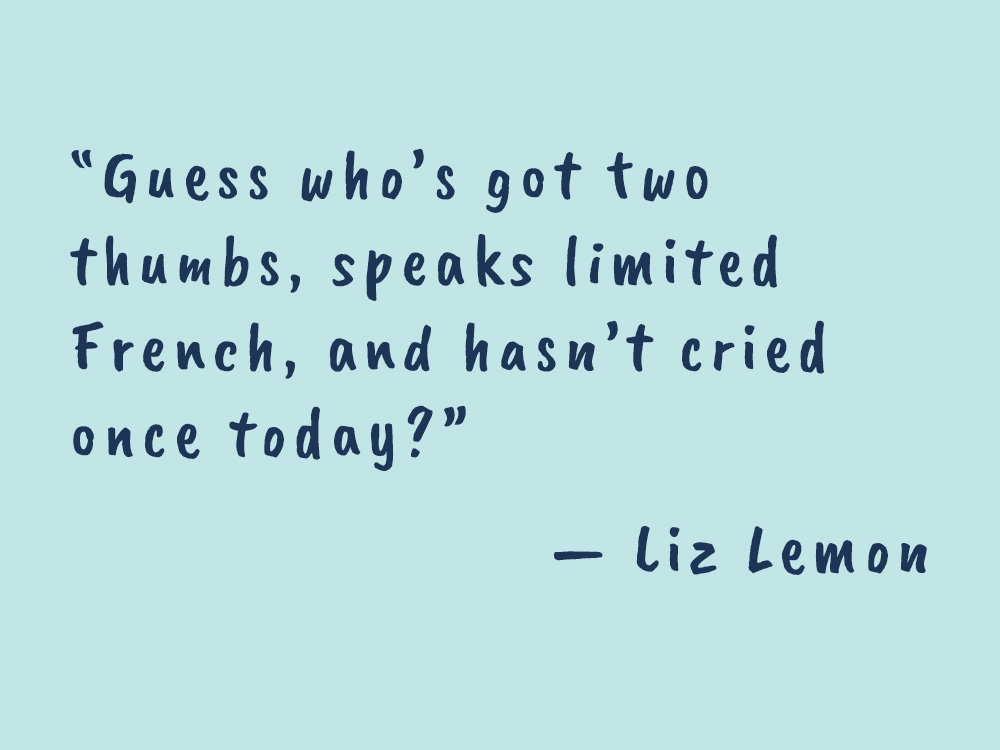 “Guess who’s got two
thumbs, speaks limited
French, and hasn’t cried
once today?”
— Liz Lemon